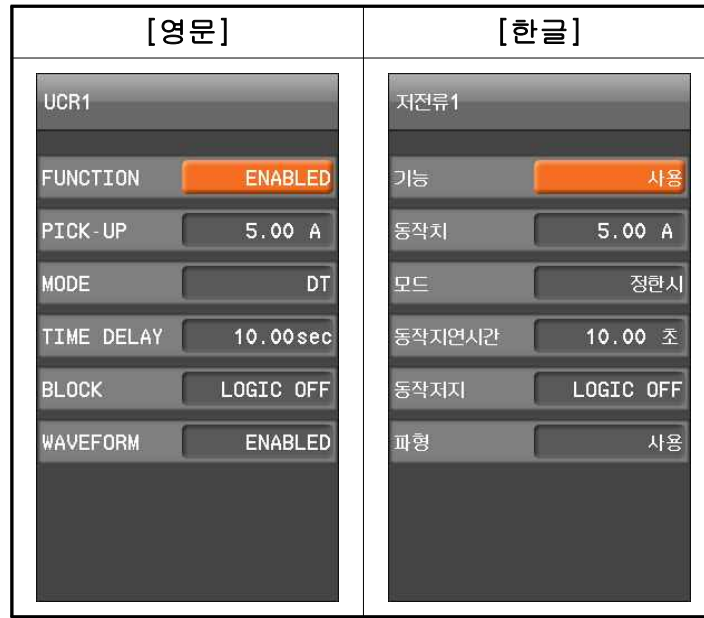 [영문]
[한글]
UCR1
FUNCTION ENABLED
PICK-UP 5.00 A
MODE DT
TIME DELAY 10.00sec
BLOCK LOGIC OFF
WAVEFORM ENABLED
저전류1
기능 사용
동작치 5.00 A
모드 정한시
동작지연시간 10.00 초
동작저지 LOGIC OFF
파형 사용